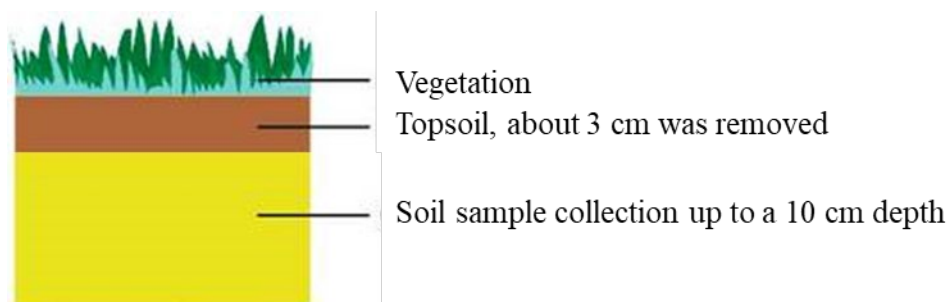 Vegetation
Topsoil, about 3 cm was removed
Soil sample collection up to a 10 cm depth